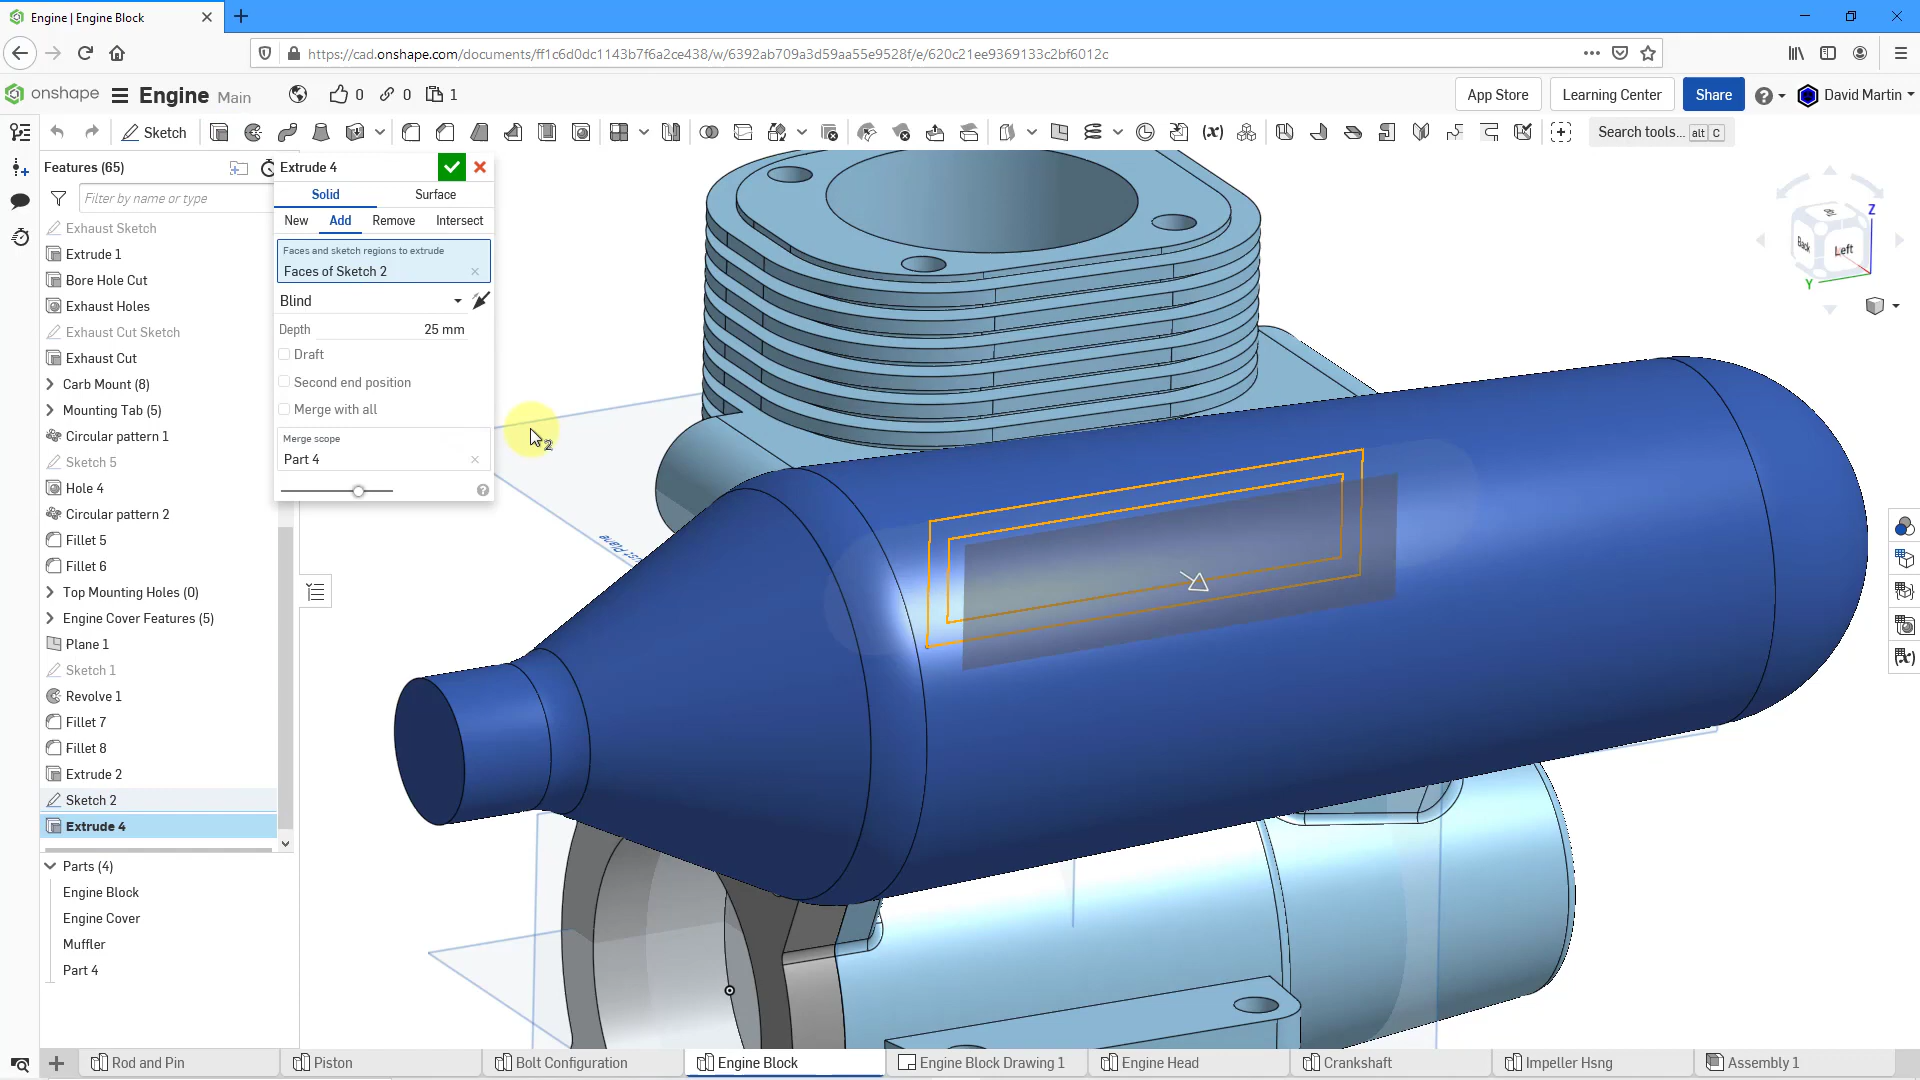 Engine | Engine Block
https://cad.onshape.com/documents/ff1c6d0dc1143b7f6a2ce438/w/6392ab709a3d59aa55e9528f/e/620c21ee9369133c2bf6012c
onshape
Engine Main
0
0
1
App Store
Learning Center
Share
David Martin
Sketch
Search tools... alt C
Features (65)
Filter by name or type
Exhaust Sketch
Extrude 1
Bore Hole Cut
Exhaust Holes
Exhaust Cut Sketch
Exhaust Cut
Carb Mount (8)
Mounting Tab (5)
Circular pattern 1
Sketch 5
Hole 4
Circular pattern 2
Fillet 5
Fillet 6
Top Mounting Holes (0)
Engine Cover Features (5)
Plane 1
Sketch 1
Revolve 1
Fillet 7
Fillet 8
Extrude 2
Sketch 2
Extrude 4
Parts (4)
Engine Block
Engine Cover
Muffler
Part 4
Extrude 4
Solid
Surface
New
Add
Remove
Intersect
Faces and sketch regions to extrude
Faces of Sketch 2
Blind
Depth
25 mm
Draft
Second end position
Merge with all
Merge scope
Part 4
2
Z
Back
Left
Y
Rod and Pin
Piston
Bolt Configuration
Engine Block
Engine Block Drawing 1
Engine Head
Crankshaft
Impeller Hsng
Assembly 1